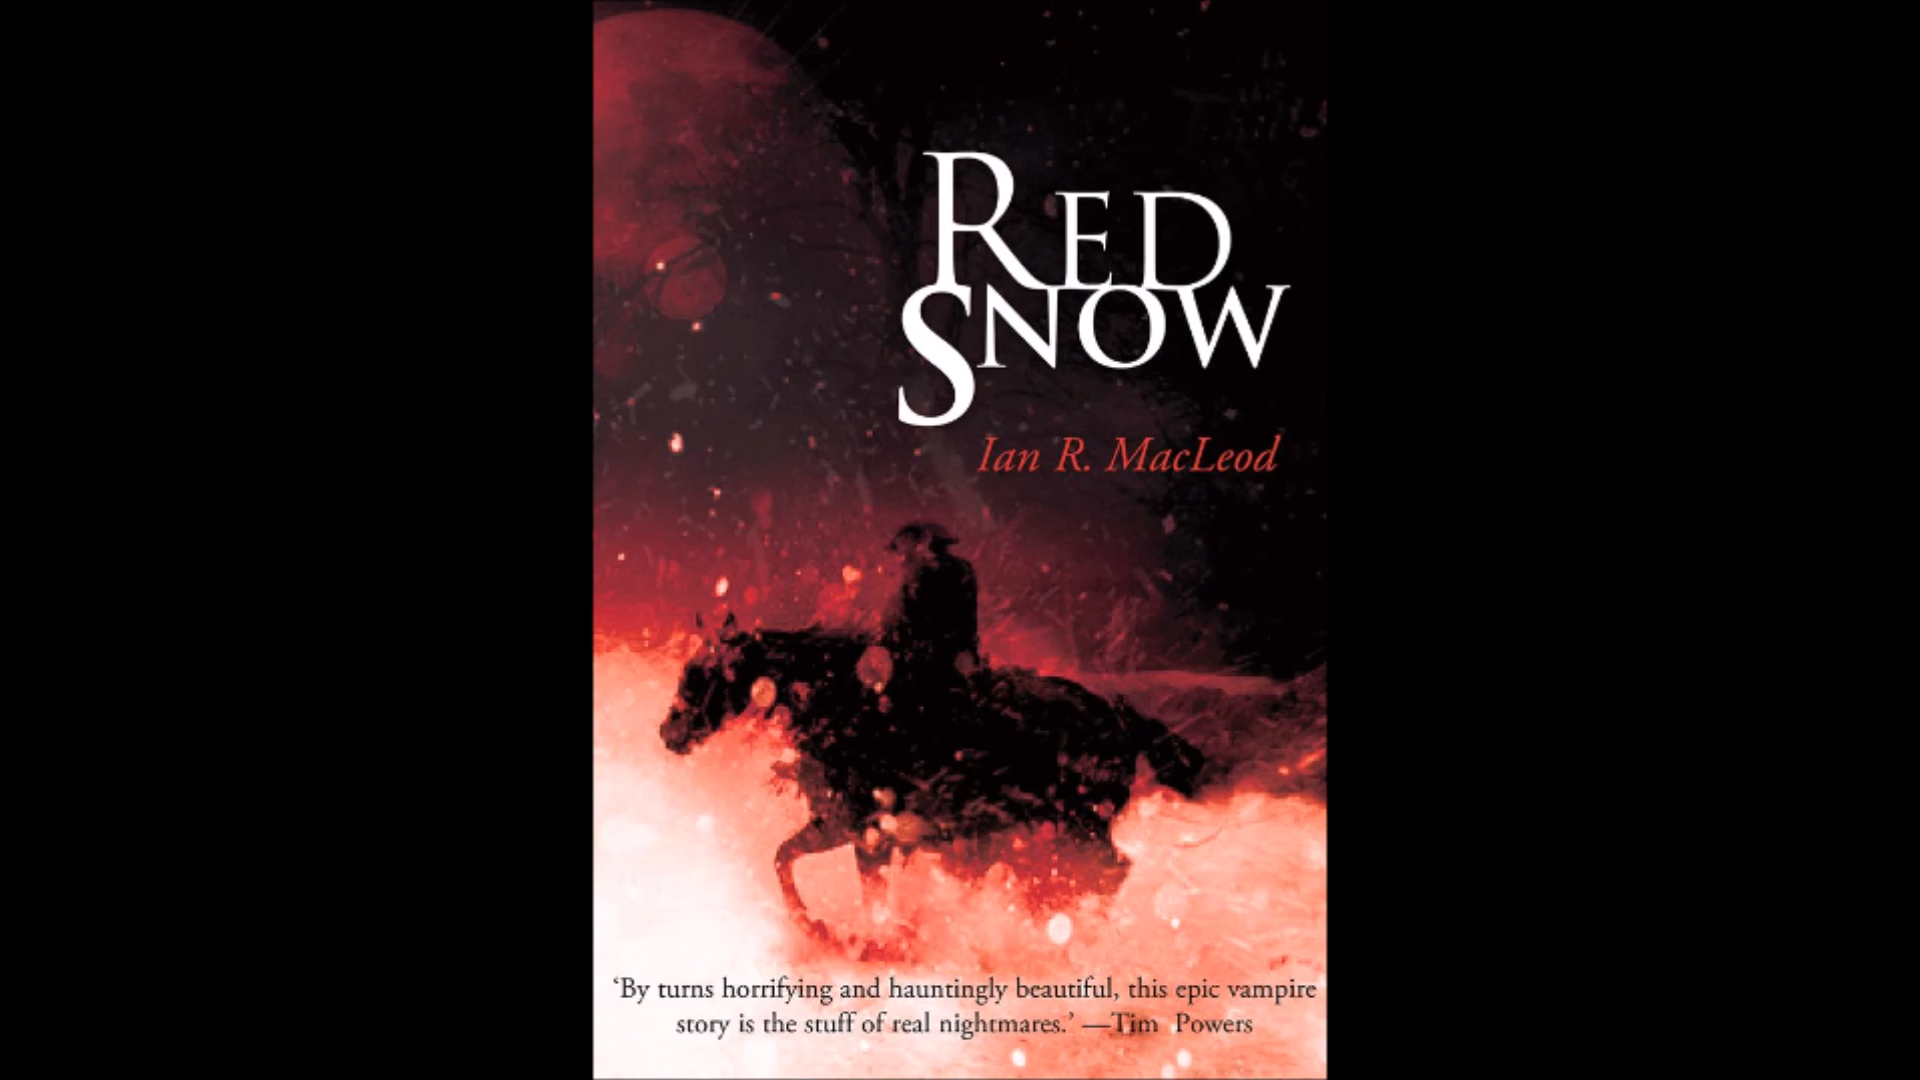 RED
SNOW
Ian R. MacLeod
‘By turns horrifying and hauntingly beautiful, this epic vampire
story is the stuff of real nightmares.’ —Tim Powers